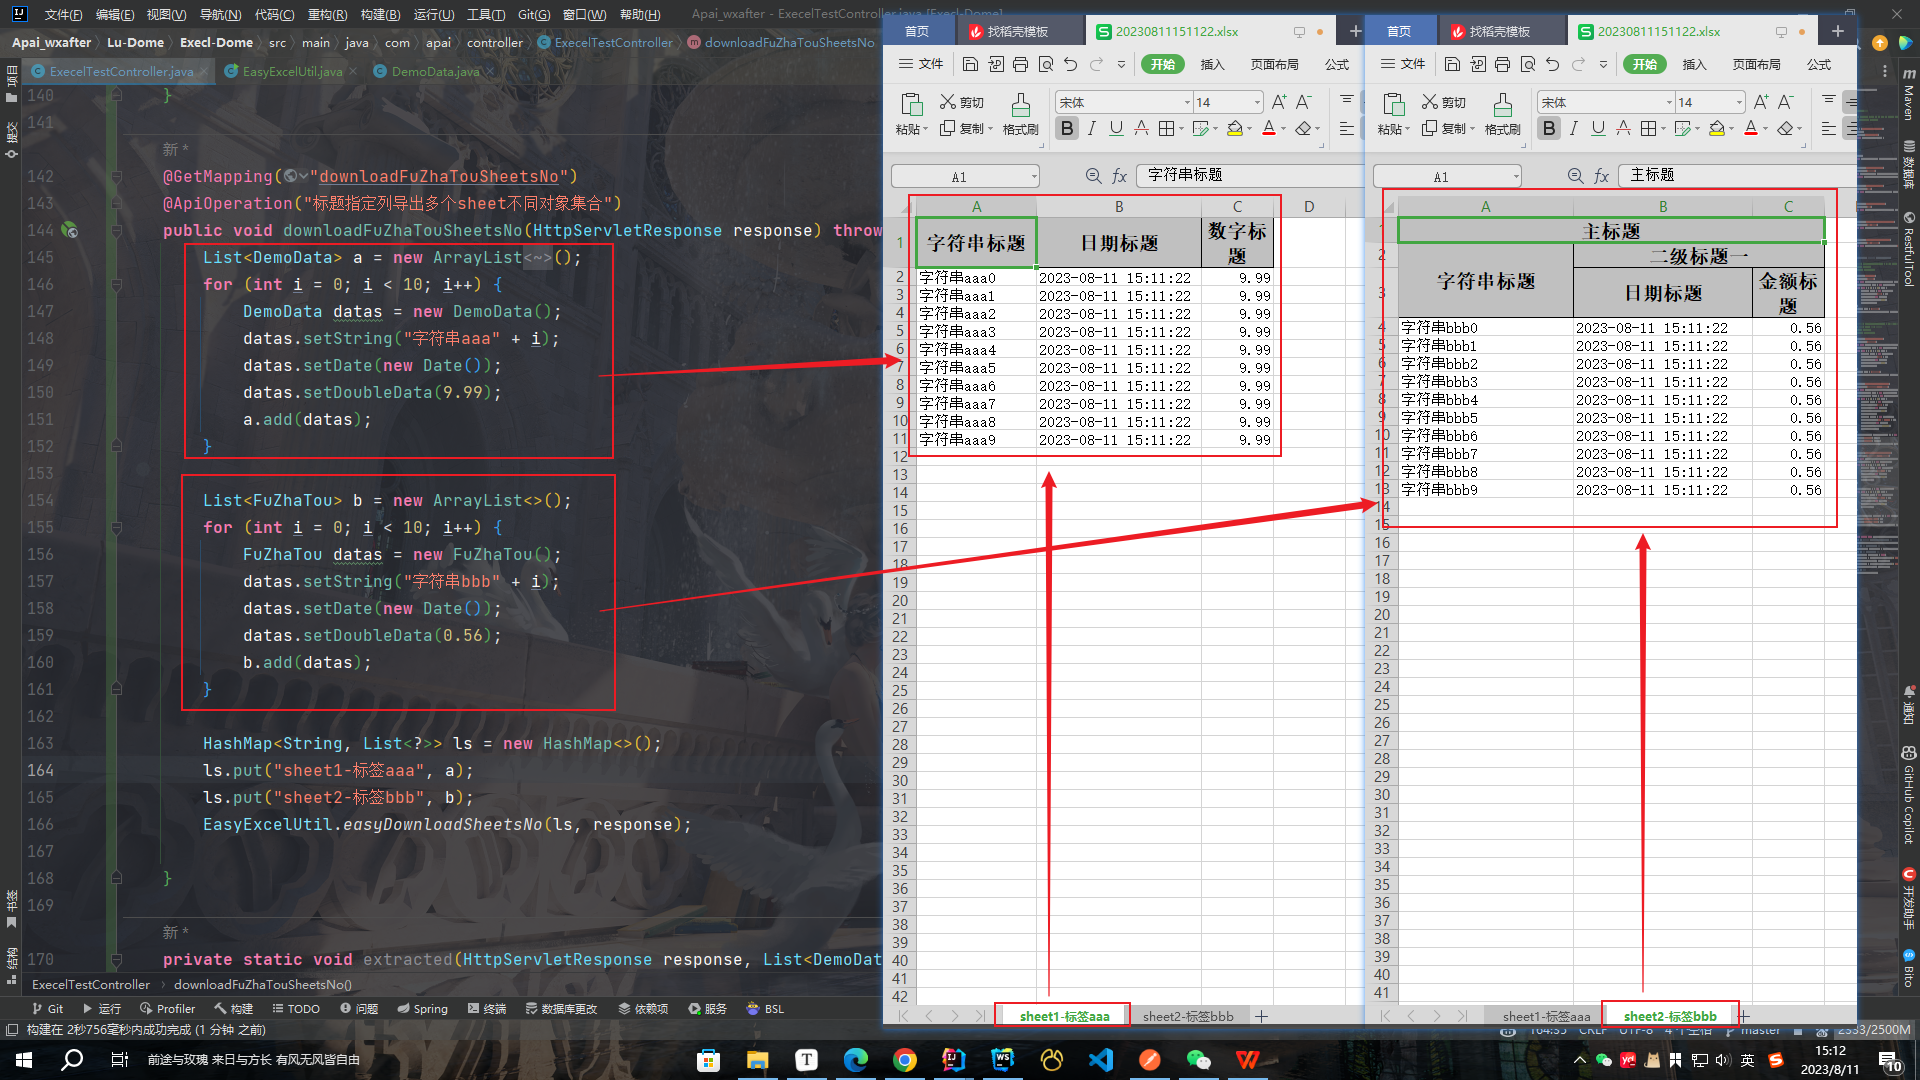 文件(F) 编辑(E) 视图(V) 导航(N) 代码(C) 重构(R) 构建(B) 运行(U) 工具(T) Git(G) 窗口(W) 帮助(H)
Apai_wxafter - ExecelTestController.java [Execl-Dome]
Apai_wxafter Lu-Dome Execl-Dome src main java com apai controller ExecelTestController downloadFuZhaTouSheetsNo
ExecelTestController.java EasyExcelUtil.java DemoData.java
项目
提交
书签
结构
140 }
141
新 *
142 @GetMapping("downloadFuZhaTouSheetsNo")
143 @ApiOperation("标题指定列导出多个sheet不同对象集合")
144 public void downloadFuZhaTouSheetsNo(HttpServletResponse response) throw
145 List<DemoData> a = new ArrayList<~>();
146 for (int i = 0; i < 10; i++) {
147 DemoData datas = new DemoData();
148 datas.setString("字符串aaa" + i);
149 datas.setDate(new Date());
150 datas.setDoubleData(9.99);
151 a.add(datas);
152 }
153
154 List<FuZhaTou> b = new ArrayList<>();
155 for (int i = 0; i < 10; i++) {
156 FuZhaTou datas = new FuZhaTou();
157 datas.setString("字符串bbb" + i);
158 datas.setDate(new Date());
159 datas.setDoubleData(0.56);
160 b.add(datas);
161 }
162
163 HashMap<String, List<?>> ls = new HashMap<>();
164 ls.put("sheet1-标签aaa", a);
165 ls.put("sheet2-标签bbb", b);
166 EasyExcelUtil.easyDownloadSheetsNo(ls, response);
167
168 }
169
新 *
170 private static void extracted(HttpServletResponse response, List<DemoDat
ExecelTestController downloadFuZhaTouSheetsNo()
Git 运行 Profiler 构建 TODO 问题 Spring 终端 数据库更改 依赖项 服务 BSL
构建在 2秒756毫秒内成功完成 (1 分钟 之前)
首页 找稻壳模板 20230811151122.xlsx
文件 开始 插入 页面布局 公式
粘贴 剪切 复制 格式刷 宋体 14
B I U A
A1 fx 字符串标题
A B C D
1 字符串标题 日期标题 数字标题
2 字符串aaa0 2023-08-11 15:11:22 9.99
3 字符串aaa1 2023-08-11 15:11:22 9.99
4 字符串aaa2 2023-08-11 15:11:22 9.99
5 字符串aaa3 2023-08-11 15:11:22 9.99
6 字符串aaa4 2023-08-11 15:11:22 9.99
7 字符串aaa5 2023-08-11 15:11:22 9.99
8 字符串aaa6 2023-08-11 15:11:22 9.99
9 字符串aaa7 2023-08-11 15:11:22 9.99
10 字符串aaa8 2023-08-11 15:11:22 9.99
11 字符串aaa9 2023-08-11 15:11:22 9.99
12
13
14
15
16
17
18
19
20
21
22
23
24
25
26
27
28
29
30
31
32
33
34
35
36
37
38
39
40
41
42
sheet1-标签aaa sheet2-标签bbb
首页 找稻壳模板 20230811151122.xlsx
文件 开始 插入 页面布局 公式
粘贴 剪切 复制 格式刷 宋体 14
B I U A
A1 fx 主标题
A B C
1 主标题
2 二级标题一
3 字符串标题 日期标题 金额标题
4 字符串bbb0 2023-08-11 15:11:22 0.56
5 字符串bbb1 2023-08-11 15:11:22 0.56
6 字符串bbb2 2023-08-11 15:11:22 0.56
7 字符串bbb3 2023-08-11 15:11:22 0.56
8 字符串bbb4 2023-08-11 15:11:22 0.56
9 字符串bbb5 2023-08-11 15:11:22 0.56
10 字符串bbb6 2023-08-11 15:11:22 0.56
11 字符串bbb7 2023-08-11 15:11:22 0.56
12 字符串bbb8 2023-08-11 15:11:22 0.56
13 字符串bbb9 2023-08-11 15:11:22 0.56
14
15
16
17
18
19
20
21
22
23
24
25
26
27
28
29
30
31
32
33
34
35
36
37
38
39
40
41
sheet1-标签aaa sheet2-标签bbb
Maven
数据库
RestfulTool
通知
GitHub Copilot
开发助手
Bito
164:35 CRLF UTF-8 4 个空格 master 2333/2500M
前途与玫瑰 来日与方长 有风无风皆自由
英
15:12
2023/8/11
10